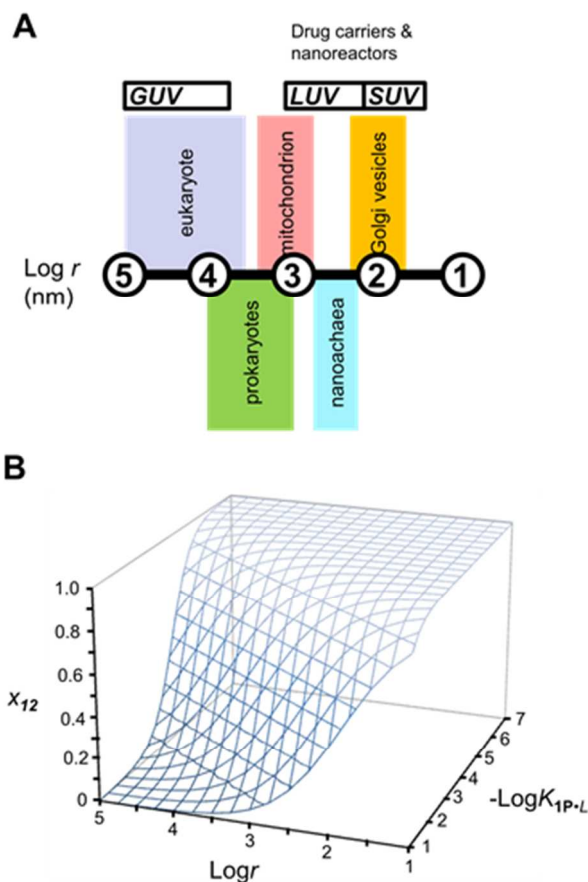 A
Drug carriers &
nanoreactors
GUV
LUV
SUV
eukaryote
mitochondrion
Golgi vesicles
Log r
(nm)
5
4
3
2
1
prokaryotes
nanoachaea
B
1.0
0.8
0.6
0.4
0.2
0
x12
5
4
3
2
1
Logr
1
2
3
4
5
6
7
-LogK1P·L